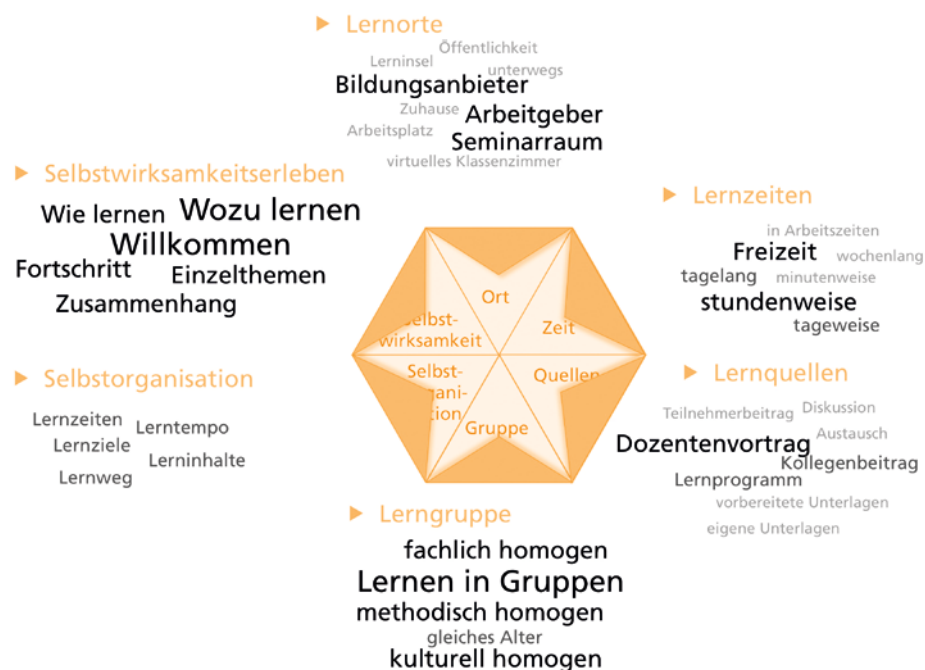 Lernorte
Öffentlichkeit
Lerninsel
unterwegs
Bildungsanbieter
Zuhause
Arbeitgeber
Arbeitsplatz
Seminarraum
virtuelles Klassenzimmer
Selbstwirksamkeitserleben
Wie lernen
Wozu lernen
Willkommen
Fortschritt
Einzelthemen
Zusammenhang
Lernzeiten
in Arbeitszeiten
Freizeit
wochenlang
tagelang
minutenweise
stundenweise
tageweise
Ort
Zeit
Selbst-
wirksamkeit
Selbst-
organi-
sation
Quellen
Gruppe
Selbstorganisation
Lernzeiten
Lerntempo
Lernziele
Lerninhalte
Lernweg
Lernquellen
Teilnehmerbeitrag
Diskussion
Dozentenvortrag
Austausch
Kollegenbeitrag
Lernprogramm
vorbereitete Unterlagen
eigene Unterlagen
Lerngruppe
fachlich homogen
Lernen in Gruppen
methodisch homogen
gleiches Alter
kulturell homogen